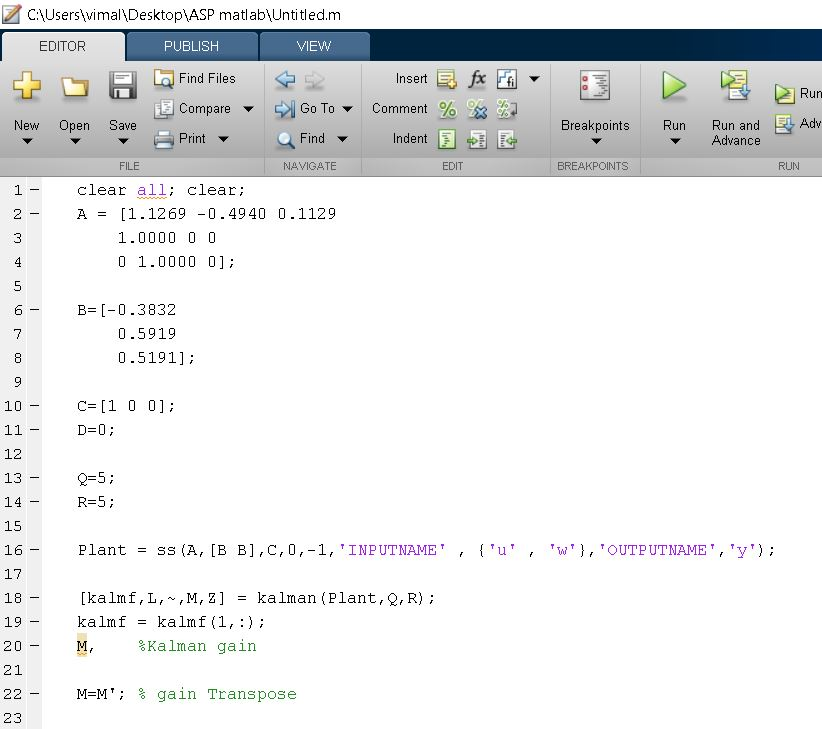 C:\Users\vimal\Desktop\ASP matlab\Untitled.m
EDITOR PUBLISH VIEW
New Open Save Find Files Compare Print
Go To Find
Insert fx Comment Indent
Breakpoints
Run Run and Advance Run Adv
FILE NAVIGATE EDIT BREAKPOINTS RUN
1 clear all; clear;
2 A = [1.1269 -0.4940 0.1129
3 1.0000 0 0
4 0 1.0000 0];
5
6 B=[-0.3832
7 0.5919
8 0.5191];
9
10 C=[1 0 0];
11 D=0;
12
13 Q=5;
14 R=5;
15
16 Plant = ss(A,[B B],C,0,-1,'INPUTNAME' , {'u' , 'w'},'OUTPUTNAME','y');
17
18 [kalmf,L,~,M,Z] = kalman(Plant,Q,R);
19 kalmf = kalmf(1,:);
20 M, %Kalman gain
21
22 M=M'; % gain Transpose
23